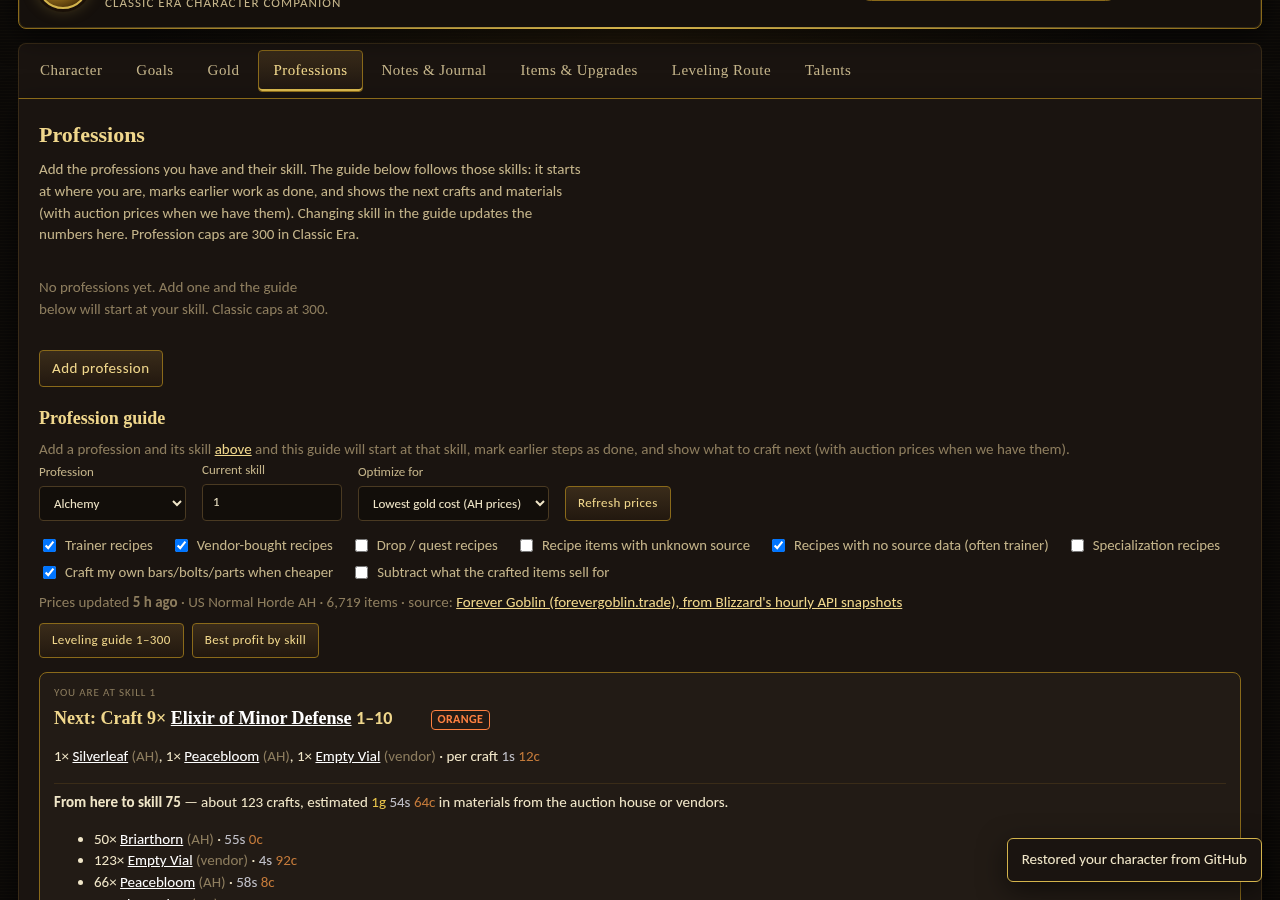 CLASSIC ERA CHARACTER COMPANION
Character Goals Gold Professions Notes & Journal Items & Upgrades Leveling Route Talents
Professions
Add the professions you have and their skill. The guide below follows those skills: it starts
at where you are, marks earlier work as done, and shows the next crafts and materials
(with auction prices when we have them). Changing skill in the guide updates the
numbers here. Profession caps are 300 in Classic Era.
No professions yet. Add one and the guide
below will start at your skill. Classic caps at 300.
Add profession
Profession guide
Add a profession and its skill above and this guide will start at that skill, mark earlier steps as done, and show what to craft next (with auction prices when we have them).
Profession Current skill Optimize for
Alchemy 1 Lowest gold cost (AH prices) Refresh prices
Trainer recipes Vendor-bought recipes Drop / quest recipes Recipe items with unknown source Recipes with no source data (often trainer) Specialization recipes
Craft my own bars/bolts/parts when cheaper Subtract what the crafted items sell for
Prices updated 5 h ago · US Normal Horde AH · 6,719 items · source: Forever Goblin (forevergoblin.trade), from Blizzard's hourly API snapshots
Leveling guide 1–300 Best profit by skill
YOU ARE AT SKILL 1
Next: Craft 9× Elixir of Minor Defense 1–10 ORANGE
1× Silverleaf (AH), 1× Peacebloom (AH), 1× Empty Vial (vendor) · per craft 1s 12c
From here to skill 75 — about 123 crafts, estimated 1g 54s 64c in materials from the auction house or vendors.
• 50× Briarthorn (AH) · 55s 0c
• 123× Empty Vial (vendor) · 4s 92c
• 66× Peacebloom (AH) · 58s 8c
Restored your character from GitHub